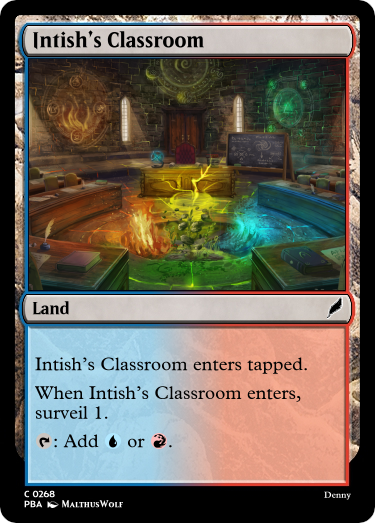 Intish's Classroom
Land
Intish's Classroom enters tapped.
When Intish's Classroom enters,
surveil 1.
: Add or .
C 0268
PBA MALTHUSWOLF
Denny